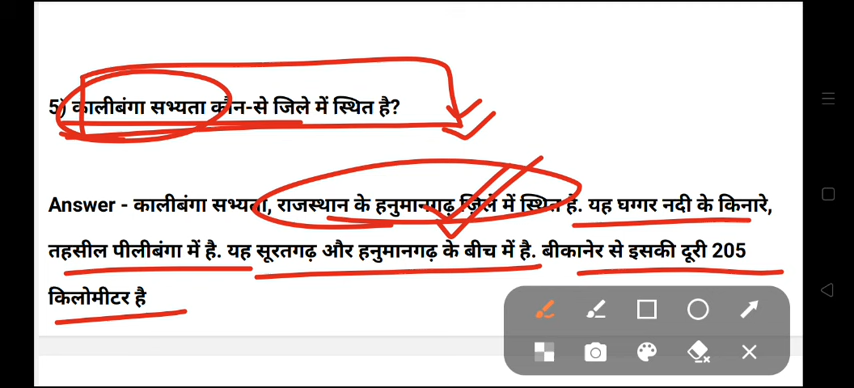 5) कालीबंगा सभ्यता कौन-से जिले में स्थित है?
Answer - कालीबंगा सभ्यता, राजस्थान के हनुमानगढ़ ज़िले में स्थित है. यह घग्गर नदी के किनारे,
तहसील पीलीबंगा में है. यह सूरतगढ़ और हनुमानगढ़ के बीच में है. बीकानेर से इसकी दूरी 205
किलोमीटर है